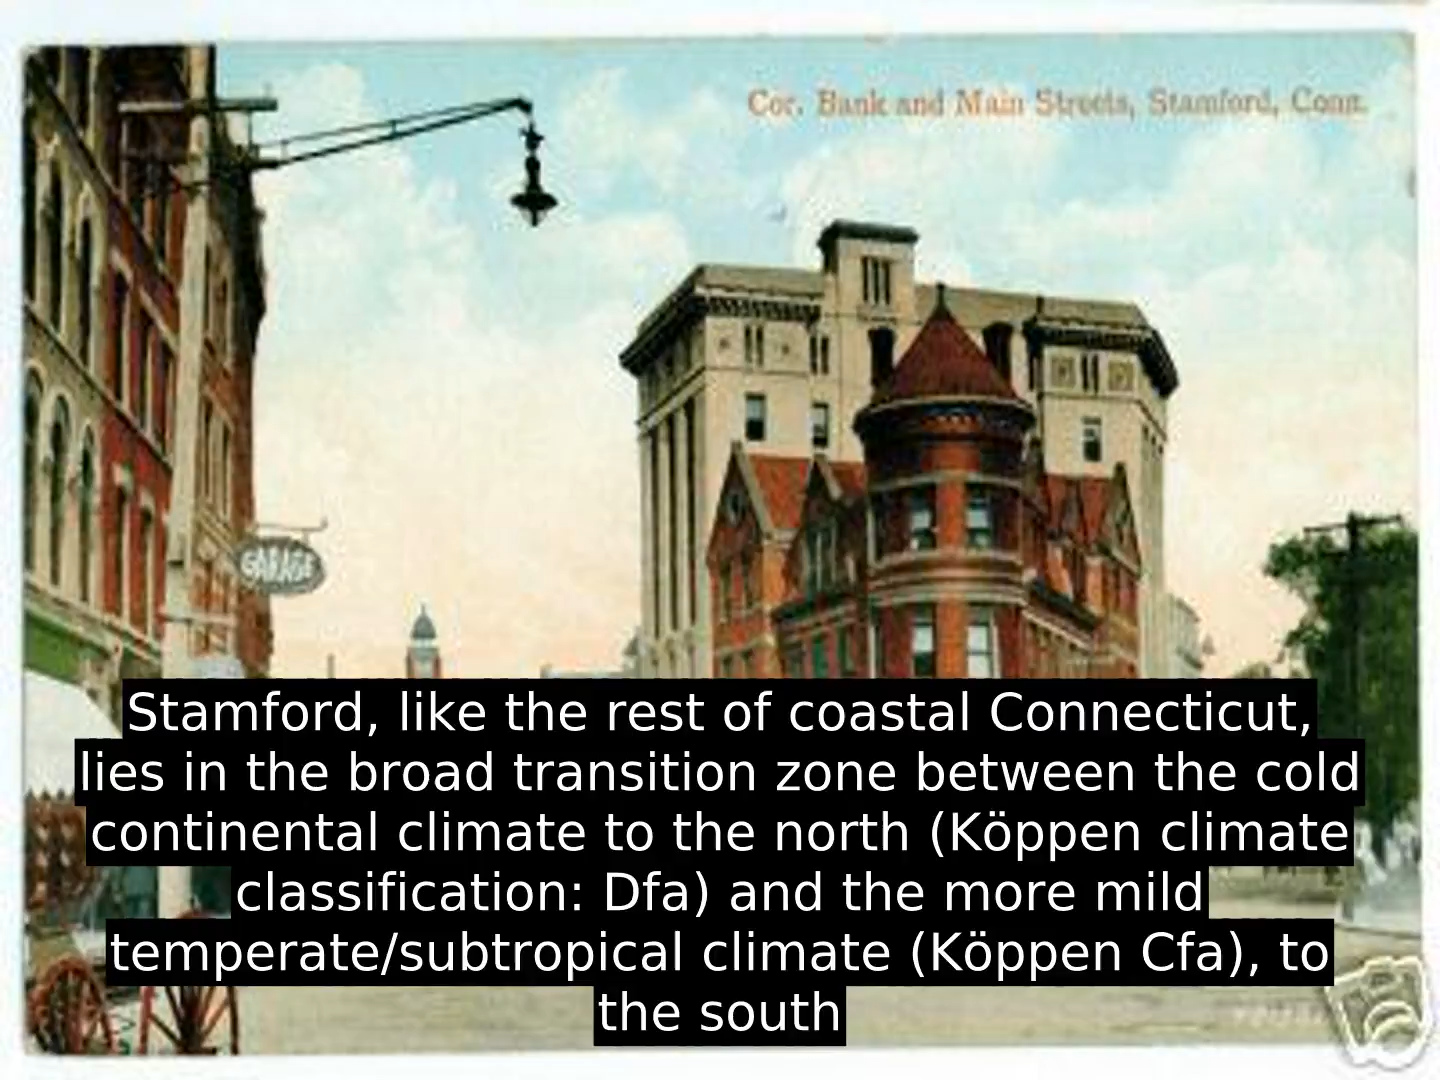 Cor. Bank and Main Streets, Stamford, Conn.
GARAGE
Stamford, like the rest of coastal Connecticut,
lies in the broad transition zone between the cold
continental climate to the north (Köppen climate
classification: Dfa) and the more mild
temperate/subtropical climate (Köppen Cfa), to
the south